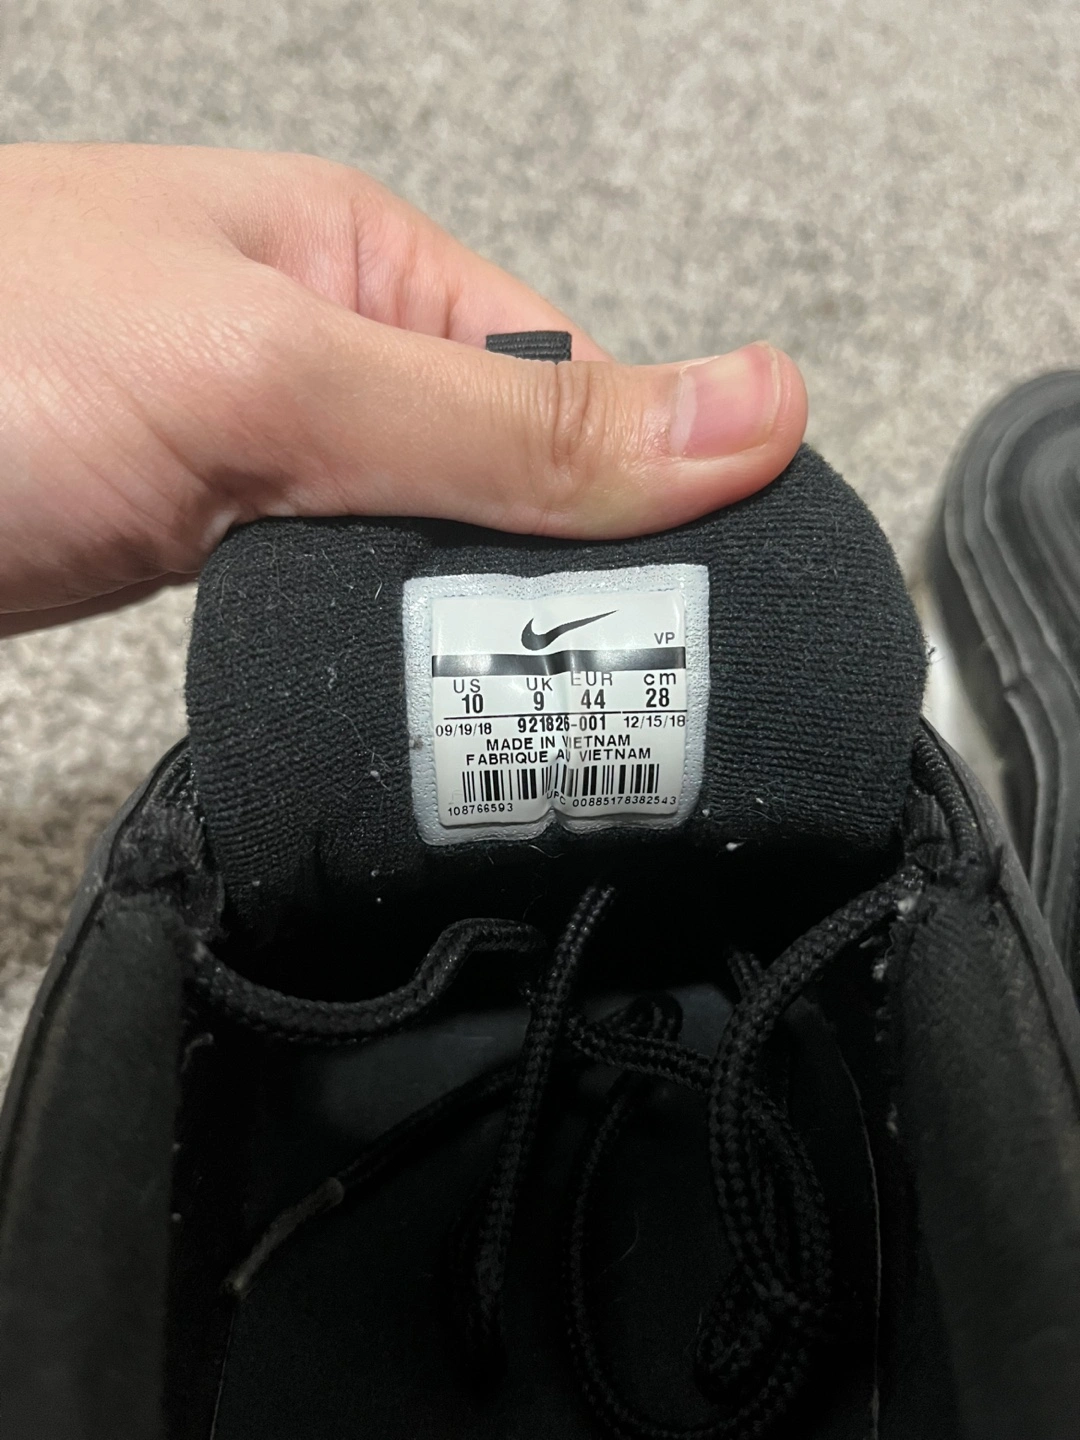 VP
US UK EUR cm
10 9 44 28
09/19/18 921826-001 12/15/18
MADE IN VIETNAM
FABRIQUE AU VIETNAM
108766593 UPC 00885178382543